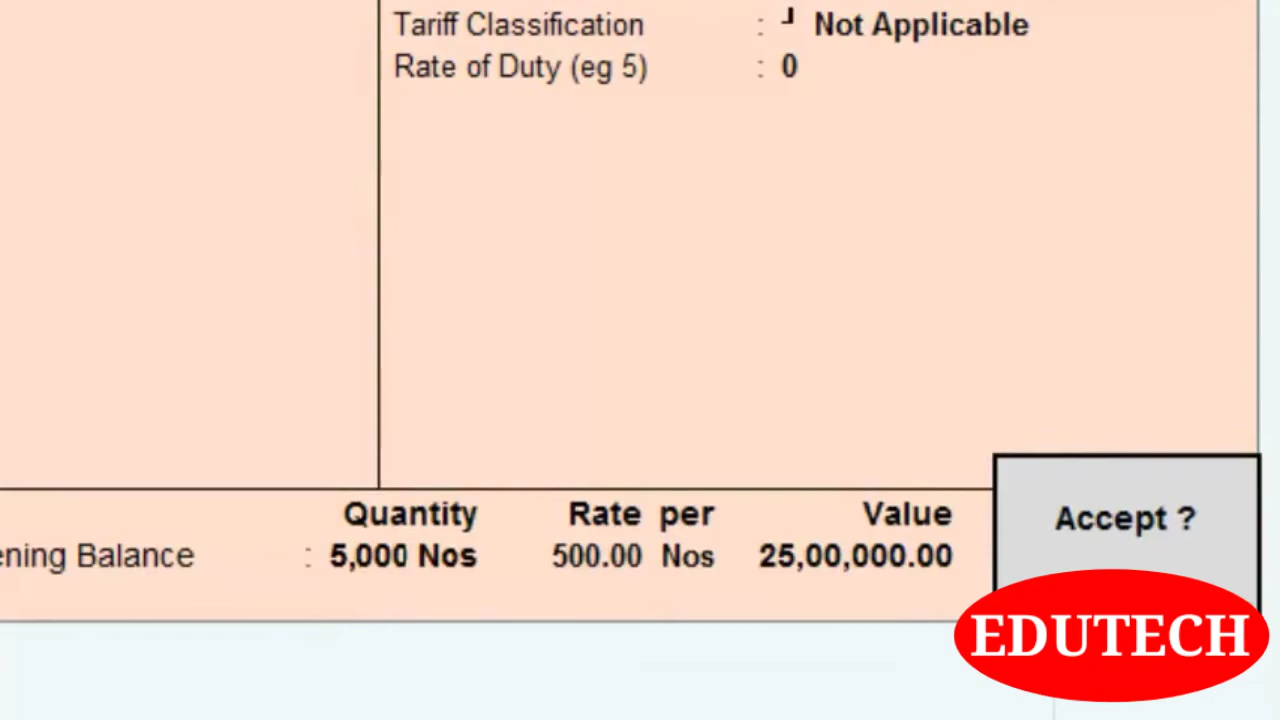 Tariff Classification : Not Applicable
Rate of Duty (eg 5) : 0
Quantity Rate per Value
ening Balance : 5,000 Nos 500.00 Nos 25,00,000.00
Accept ?
EDUTECH